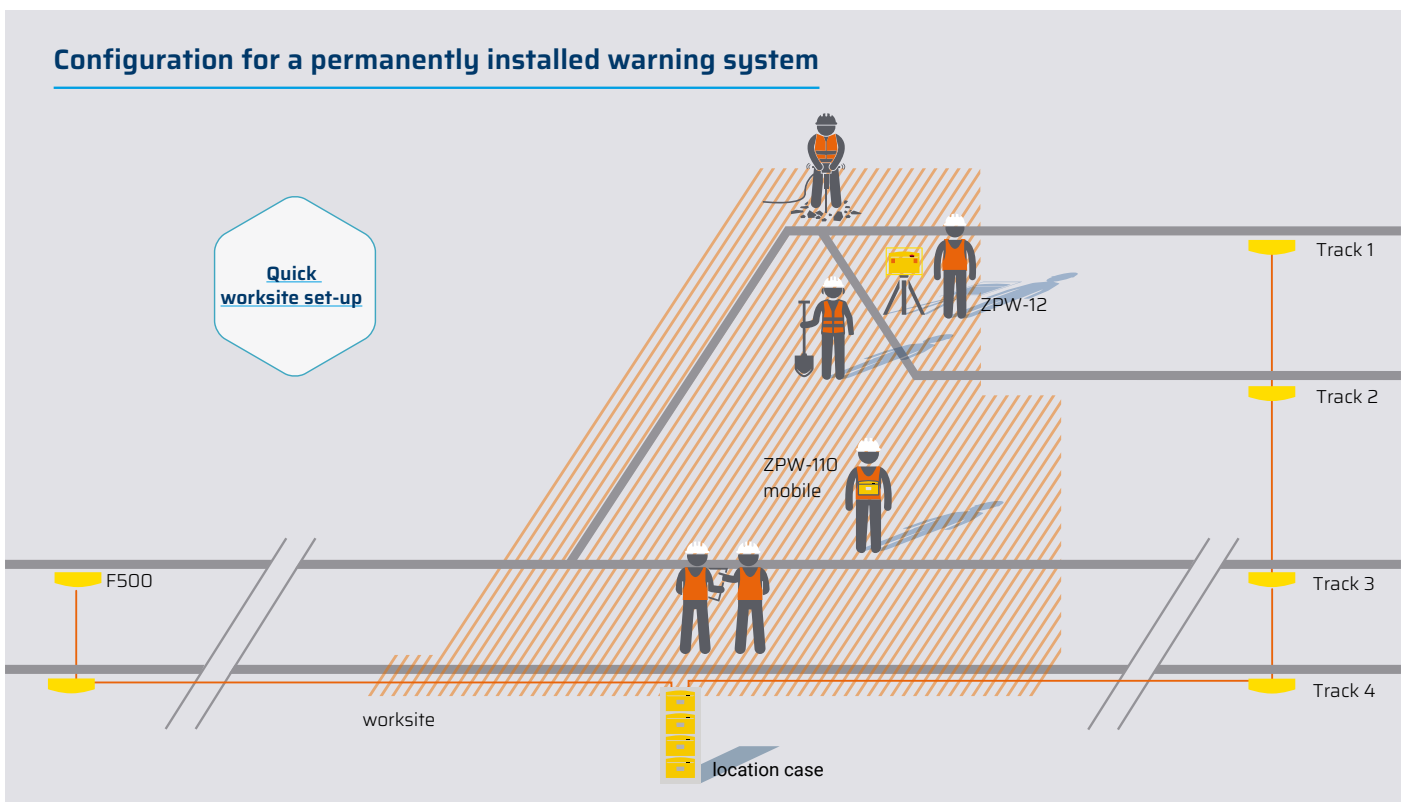 Configuration for a permanently installed warning system
Quick
worksite set-up
Track 1
ZPW-12
Track 2
ZPW-110
mobile
F500
Track 3
Track 4
worksite
location case